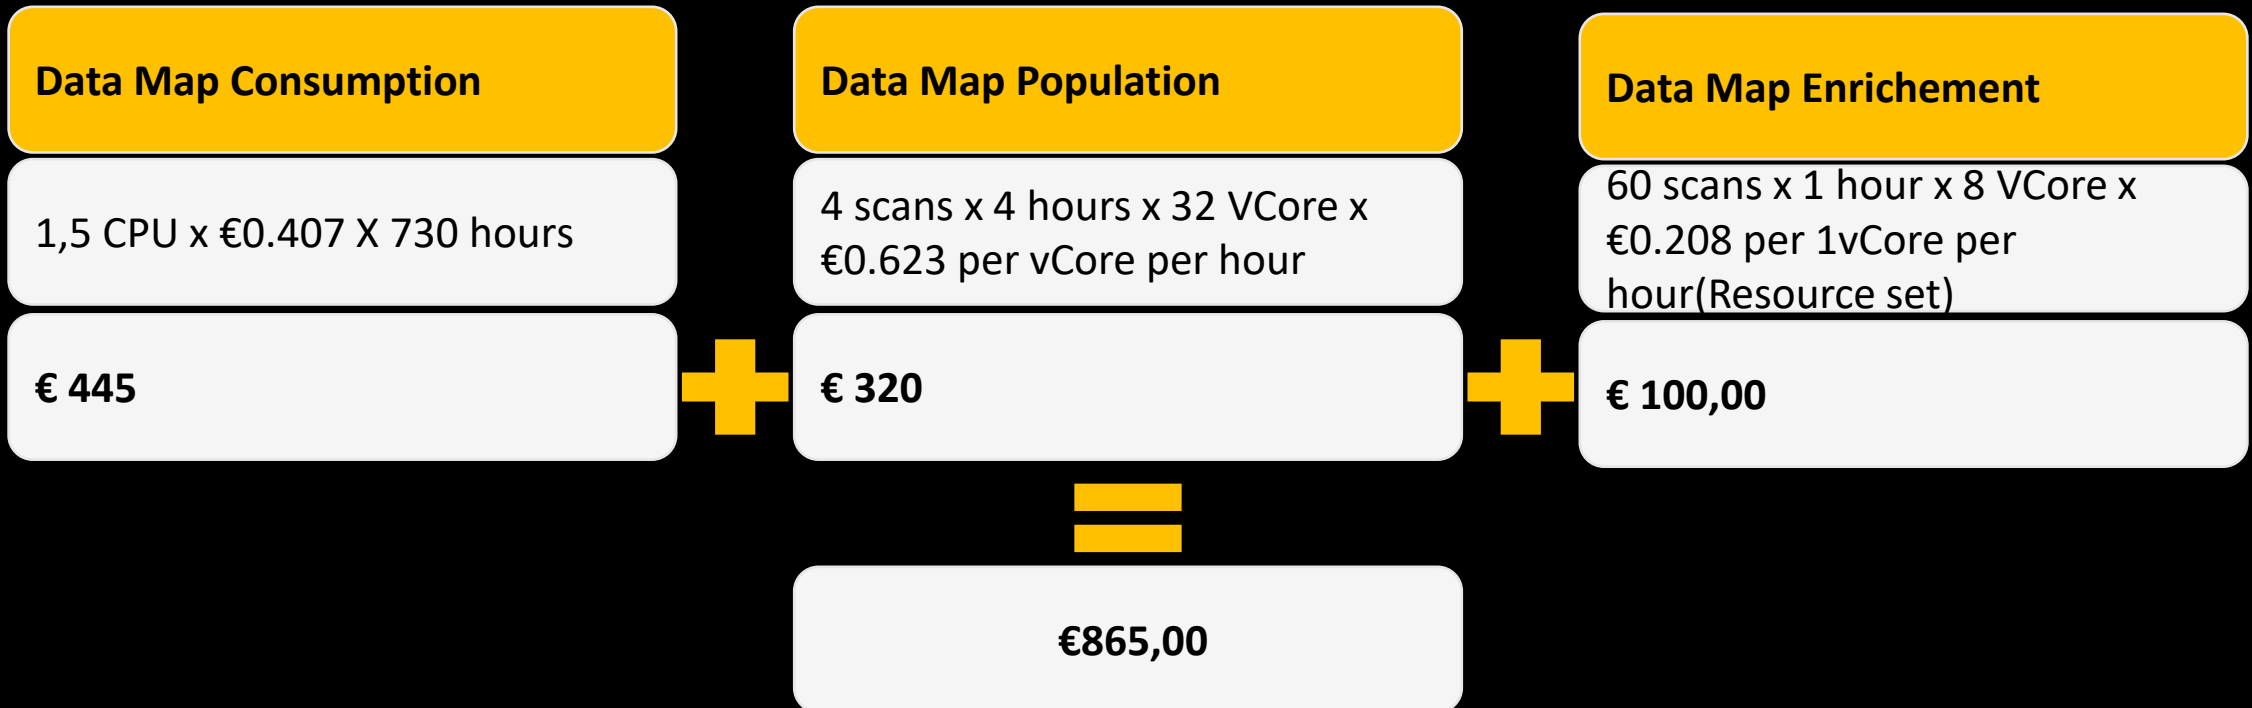 Data Map Consumption
1,5 CPU x €0.407 X 730 hours
€ 445
Data Map Population
4 scans x 4 hours x 32 VCore x
€0.623 per vCore per hour
€ 320
Data Map Enrichement
60 scans x 1 hour x 8 VCore x
€0.208 per 1vCore per
hour(Resource set)
€ 100,00
€865,00